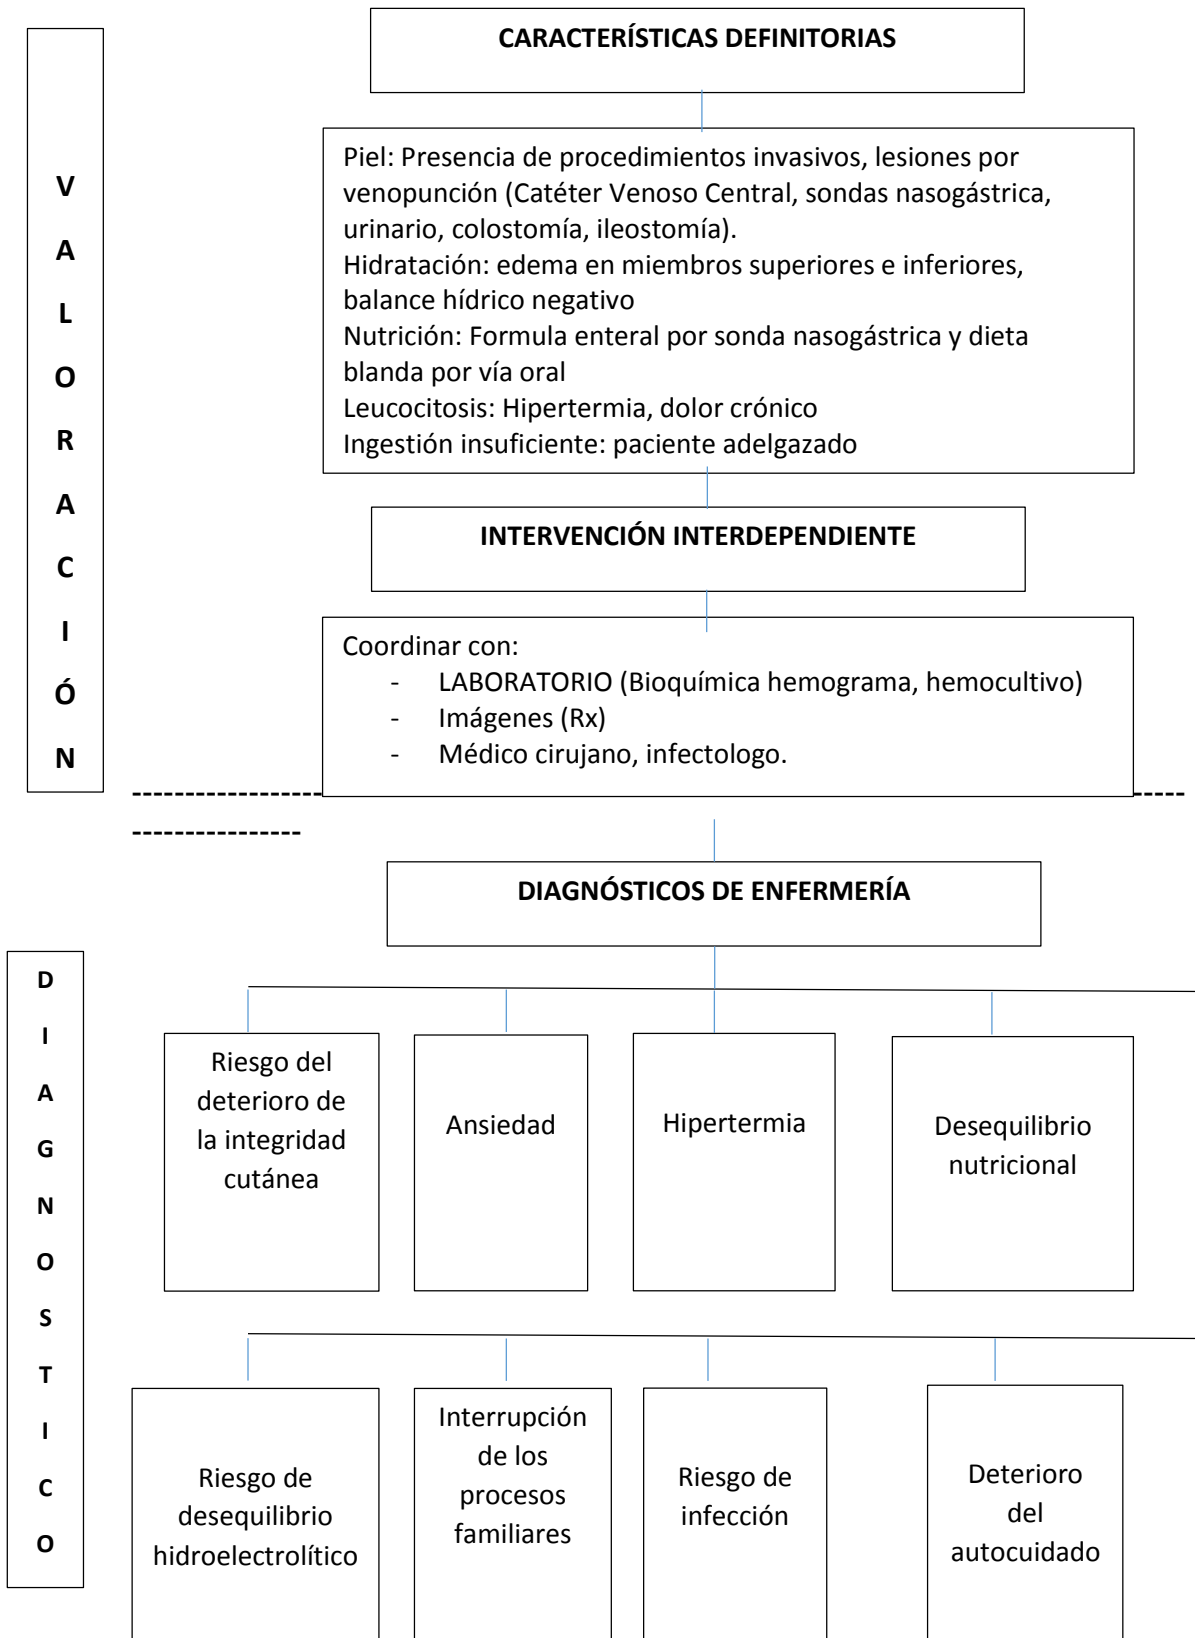 CARACTERÍSTICAS DEFINITORIAS
V
A
L
O
R
A
C
I
Ó
N
Piel: Presencia de procedimientos invasivos, lesiones por
venopunción (Catéter Venoso Central, sondas nasogástrica,
urinario, colostomía, ileostomía).
Hidratación: edema en miembros superiores e inferiores,
balance hídrico negativo
Nutrición: Formula enteral por sonda nasogástrica y dieta
blanda por vía oral
Leucocitosis: Hipertermia, dolor crónico
Ingestión insuficiente: paciente adelgazado
INTERVENCIÓN INTERDEPENDIENTE
Coordinar con:
- LABORATORIO (Bioquímica hemograma, hemocultivo)
- Imágenes (Rx)
- Médico cirujano, infectologo.
DIAGNÓSTICOS DE ENFERMERÍA
D
I
A
G
N
O
S
T
I
C
O
Riesgo del
deterioro de
la integridad
cutánea
Ansiedad
Hipertermia
Desequilibrio
nutricional
Riesgo de
desequilibrio
hidroelectrolítico
Interrupción
de los
procesos
familiares
Riesgo de
infección
Deterioro
del
autocuidado